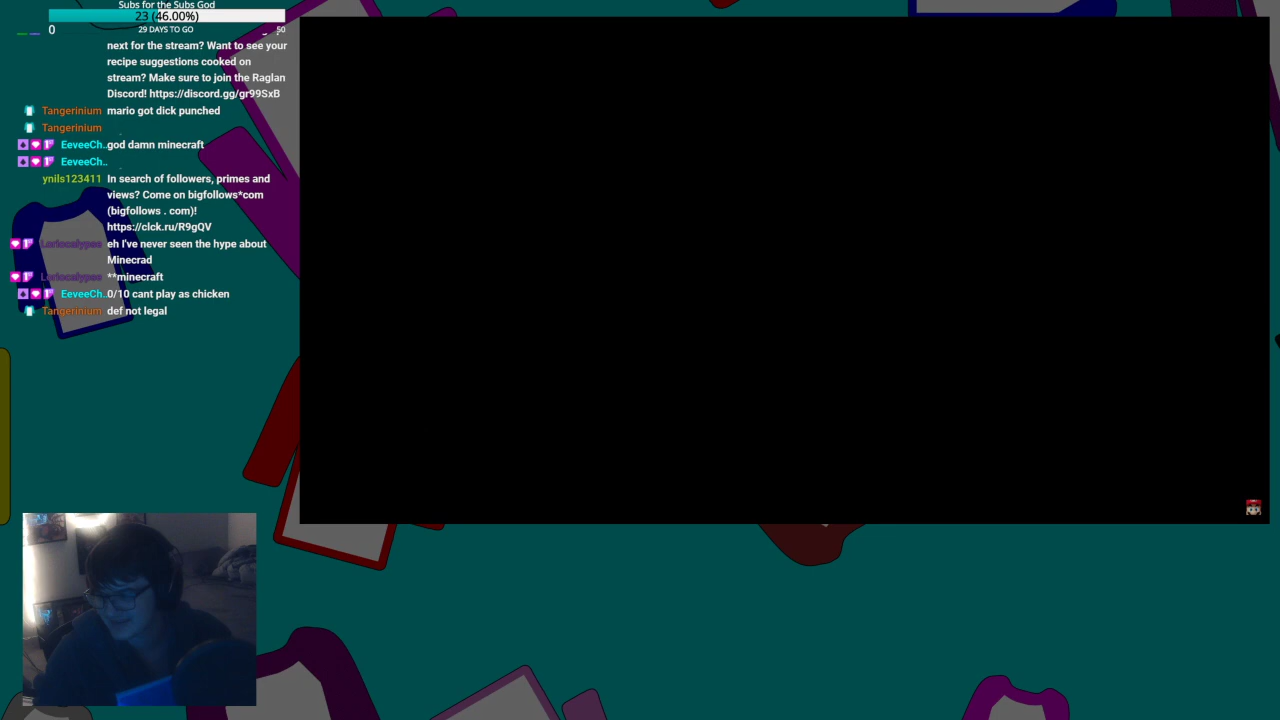 Subs for the Subs God
23 (46.00%)
0
29 DAYS TO GO
50
next for the stream? Want to see your
recipe suggestions cooked on
stream? Make sure to join the Raglan
Discord! https://discord.gg/gr99SxB
Tangerinium mario got dick punched
Tangerinium
EeveeCh.. god damn minecraft
EeveeCh..
ynils123411 In search of followers, primes and
views? Come on bigfollows*com
(bigfollows . com)!
https://clck.ru/R9gQV
Loriocalypse eh I've never seen the hype about
Minecrad
Loriocalypse **minecraft
EeveeCh.. 0/10 cant play as chicken
Tangerinium def not legal